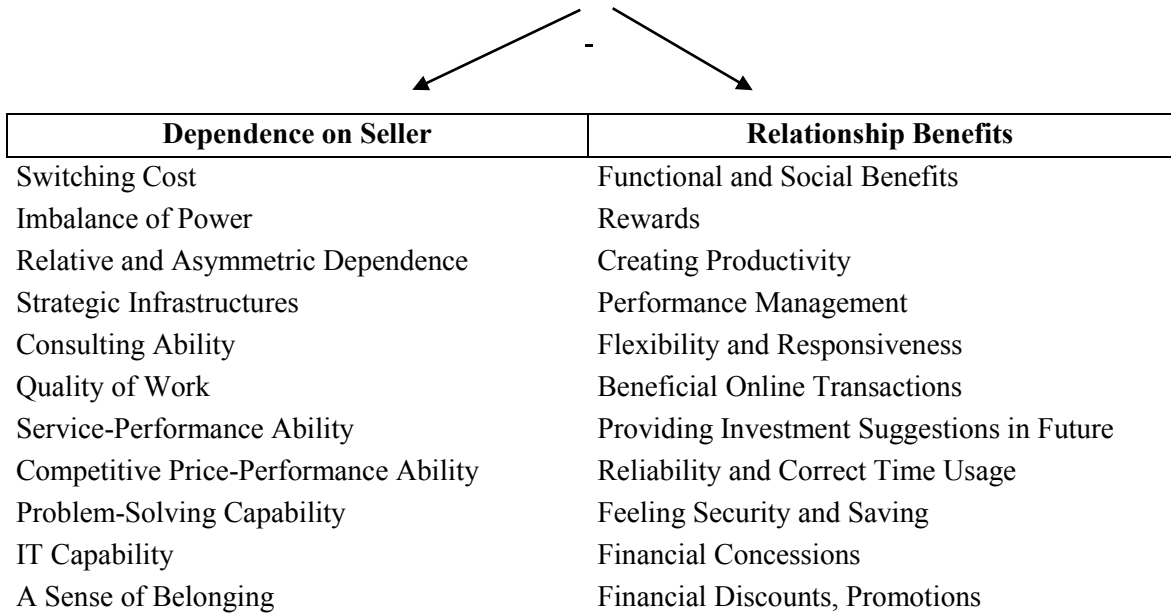 -
Dependence on Seller Relationship Benefits
Switching Cost Functional and Social Benefits
Imbalance of Power Rewards
Relative and Asymmetric Dependence Creating Productivity
Strategic Infrastructures Performance Management
Consulting Ability Flexibility and Responsiveness
Quality of Work Beneficial Online Transactions
Service-Performance Ability Providing Investment Suggestions in Future
Competitive Price-Performance Ability Reliability and Correct Time Usage
Problem-Solving Capability Feeling Security and Saving
IT Capability Financial Concessions
A Sense of Belonging Financial Discounts, Promotions